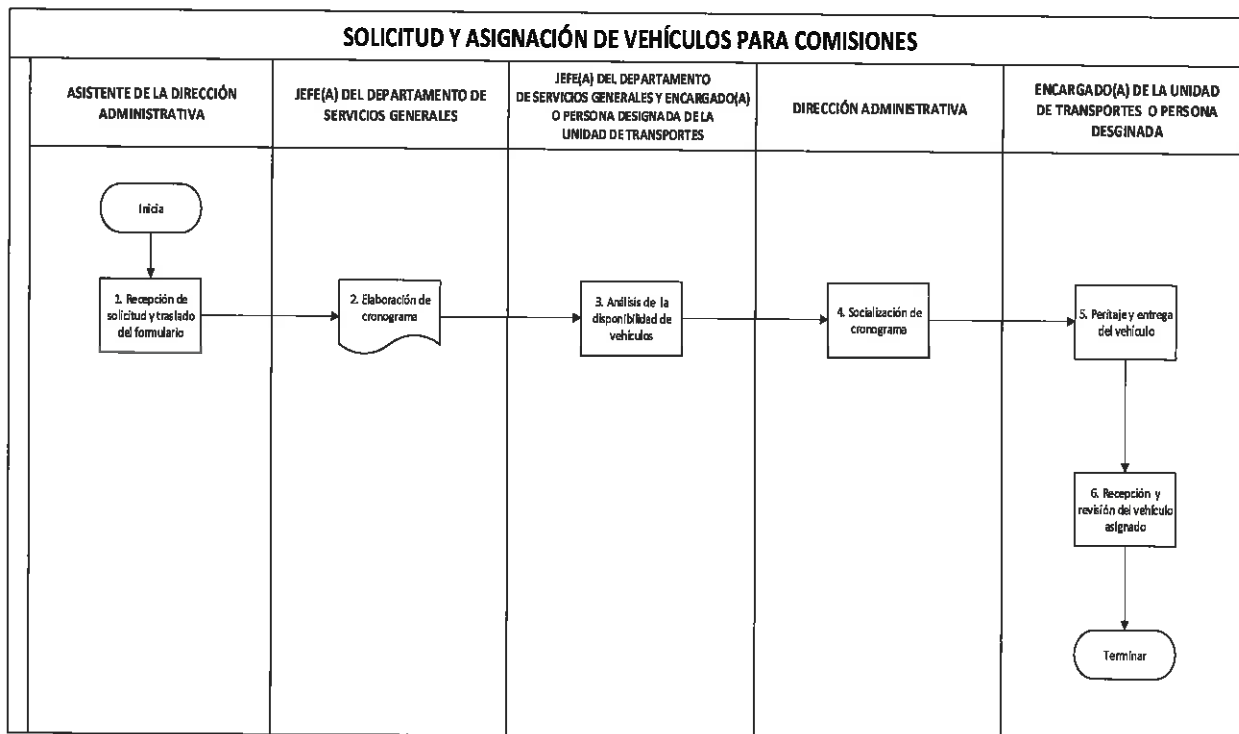 SOLICITUD Y ASIGNACIÓN DE VEHÍCULOS PARA COMISIONES
ASISTENTE DE LA DIRECCIÓN
ADMINISTRATIVA
JEFE(A) DEL DEPARTAMENTO DE
SERVICIOS GENERALES
JEFE(A) DEL DEPARTAMENTO
DE SERVICIOS GENERALES Y ENCARGADO(A)
O PERSONA DESIGNADA DE LA
UNIDAD DE TRANSPORTES
DIRECCIÓN ADMINISTRATIVA
ENCARGADO(A) DE LA UNIDAD
DE TRANSPORTES O PERSONA
DESGINADA
Inicia
1. Recepción de
solicitud y traslado
del formulario
2. Elaboración de
cronograma
3. Análisis de la
disponibilidad de
vehículos
4. Socialización de
cronograma
5. Peritaje y entrega
del vehículo
6. Recepción y
revisión del vehículo
asignado
Terminar